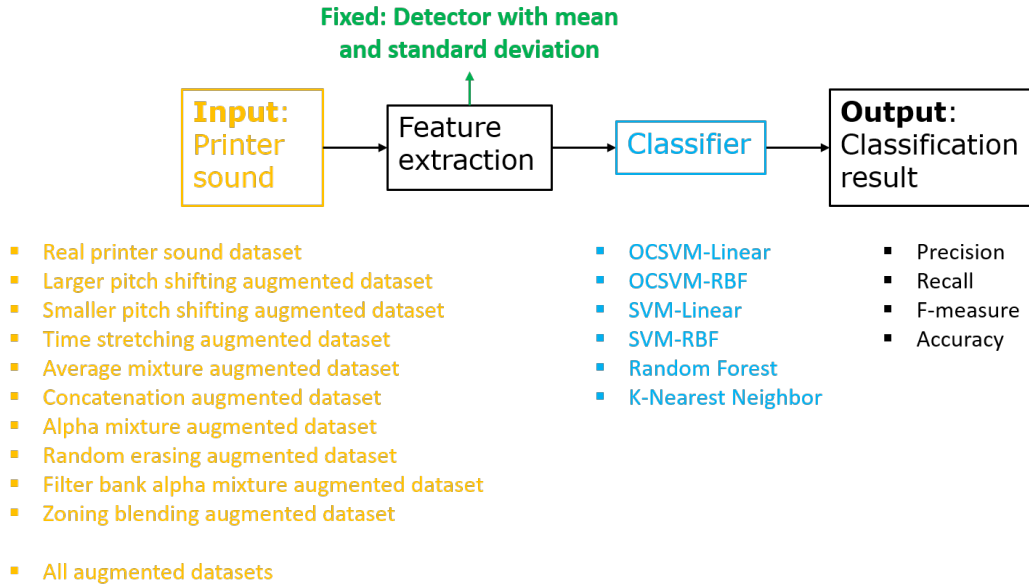 Fixed: Detector with mean
and standard deviation
Input:
Printer
sound
Feature
extraction
Classifier
Output:
Classification
result
▪ Real printer sound dataset
▪ Larger pitch shifting augmented dataset
▪ Smaller pitch shifting augmented dataset
▪ Time stretching augmented dataset
▪ Average mixture augmented dataset
▪ Concatenation augmented dataset
▪ Alpha mixture augmented dataset
▪ Random erasing augmented dataset
▪ Filter bank alpha mixture augmented dataset
▪ Zoning blending augmented dataset
▪ All augmented datasets
▪ OCSVM-Linear
▪ OCSVM-RBF
▪ SVM-Linear
▪ SVM-RBF
▪ Random Forest
▪ K-Nearest Neighbor
▪ Precision
▪ Recall
▪ F-measure
▪ Accuracy